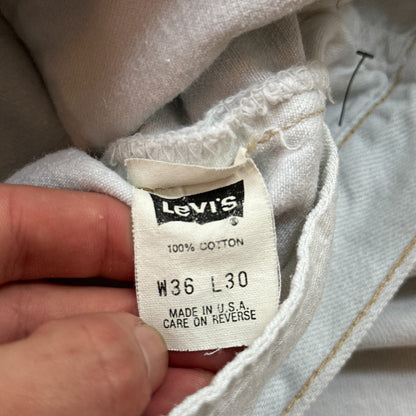 LEVI'S
®
100% COTTON
W36 L30
MADE IN U.S.A.
CARE ON REVERSE